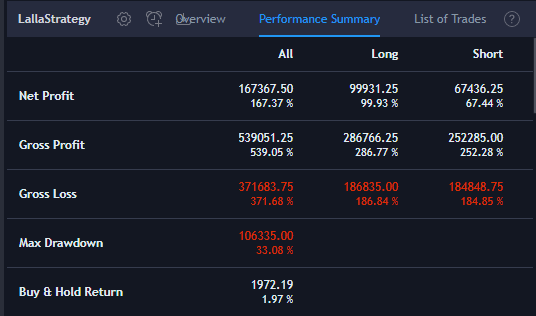 LallaStrategy Overview Performance Summary List of Trades ?
All Long Short
Net Profit 167367.50 99931.25 67436.25
167.37 % 99.93 % 67.44 %
Gross Profit 539051.25 286766.25 252285.00
539.05 % 286.77 % 252.28 %
Gross Loss 371683.75 186835.00 184848.75
371.68 % 186.84 % 184.85 %
Max Drawdown 106335.00
33.08 %
Buy & Hold Return 1972.19
1.97 %